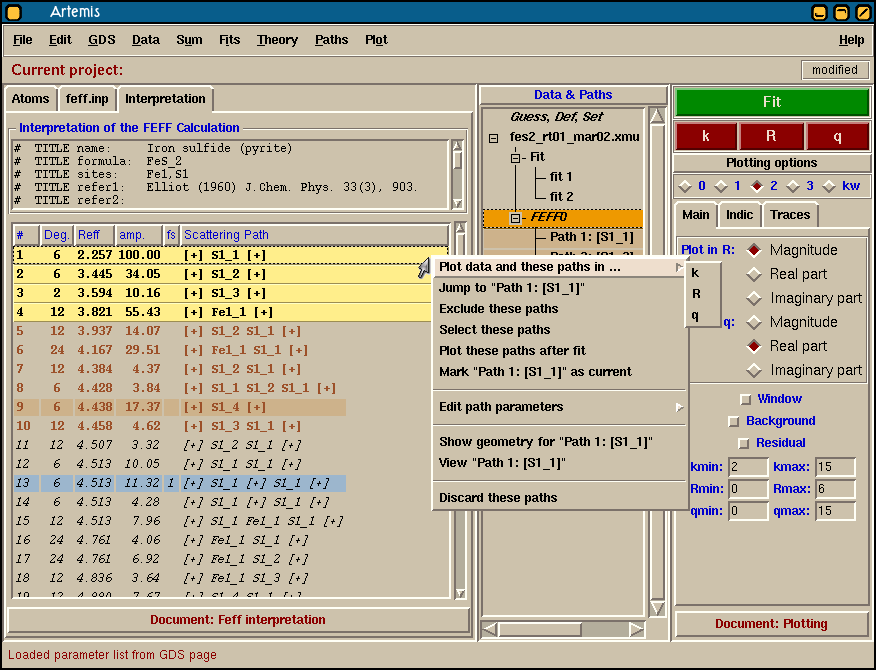 Artemis
File Edit GDS Data Sum Fits Theory Paths Plot Help
Current project: modified
Atoms feff.inp Interpretation
Interpretation of the FEFF Calculation
# TITLE name: Iron sulfide (pyrite)
# TITLE formula: FeS_2
# TITLE sites: Fe1,S1
# TITLE refer1: Elliot (1960) J.Chem. Phys. 33(3), 903.
# TITLE refer2:
# Deg. Reff amp. fs Scattering Path
1 6 2.257 100.00 [+] S1_1 [+]
2 6 3.445 34.05 [+] S1_2 [+]
3 2 3.594 10.16 [+] S1_3 [+]
4 12 3.821 55.43 [+] Fe1_1 [+]
5 12 3.937 14.07 [+] S1_2 S1_1 [+]
6 24 4.167 29.51 [+] Fe1_1 S1_1 [+]
7 12 4.384 4.37 [+] S1_2 S1_1 [+]
8 6 4.428 3.84 [+] S1_1 S1_2 S1_1 [+]
9 6 4.438 17.37 [+] S1_4 [+]
10 12 4.458 4.62 [+] S1_3 S1_1 [+]
11 12 4.507 3.32 [+] S1_2 S1_1 [+]
12 6 4.513 10.05 [+] S1_1 S1_1 [+]
13 6 4.513 11.32 1 [+] S1_1 [+] S1_1 [+]
14 6 4.513 4.28 [+] S1_1 [+] S1_1 [+]
15 12 4.513 7.96 [+] S1_1 Fe1_1 S1_1 [+]
16 24 4.761 4.06 [+] Fe1_1 S1_1 [+]
17 24 4.761 6.92 [+] Fe1_1 S1_2 [+]
18 12 4.836 3.64 [+] Fe1_1 S1_3 [+]
Document: Feff interpretation
Data & Paths
Guess, Def, Set
fes2_rt01_mar02.xmu
Fit
fit 1
fit 2
FEFF0
Path 1: [S1_1]
Plot data and these paths in ...
Jump to "Path 1: [S1_1]"
Exclude these paths
Select these paths
Plot these paths after fit
Mark "Path 1: [S1_1]" as current
Edit path parameters
Show geometry for "Path 1: [S1_1]"
View "Path 1: [S1_1]"
Discard these paths
k
R
q
Fit
k R q
Plotting options
0 1 2 3 kw
Main Indic Traces
Plot in R: Magnitude
Real part
Imaginary part
q: Magnitude
Real part
Imaginary part
Window
Background
Residual
kmin: 2 kmax: 15
Rmin: 0 Rmax: 6
qmin: 0 qmax: 15
Document: Plotting
Loaded parameter list from GDS page